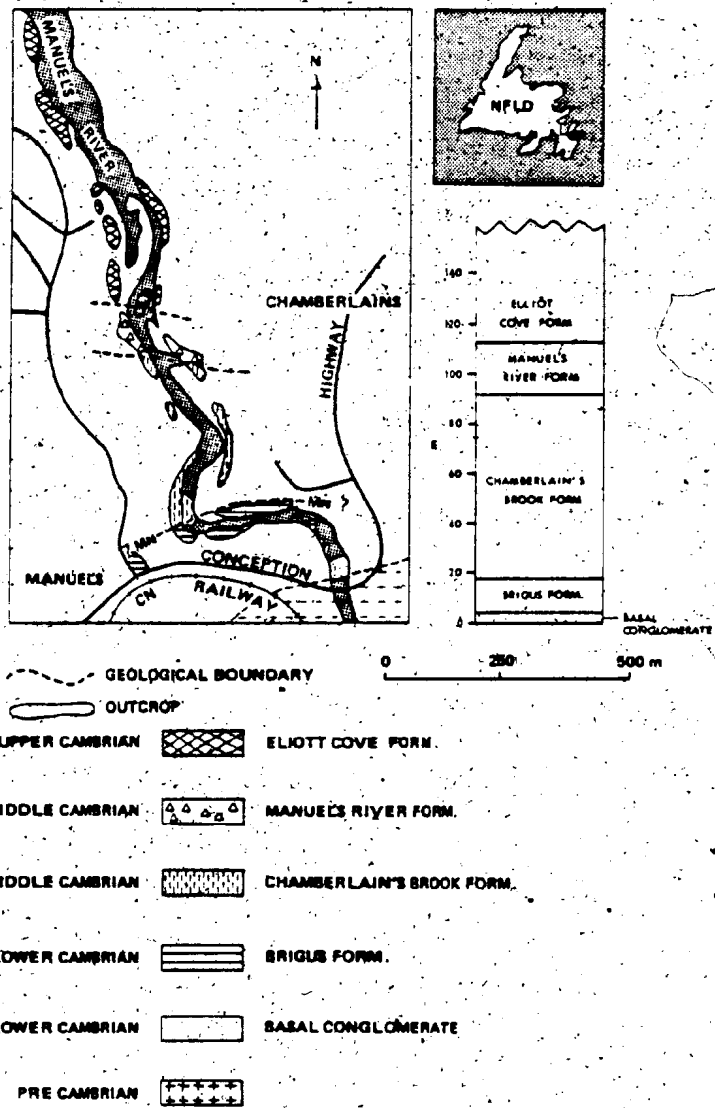 MANUEL'S
RIVER
N
NFLD
CHAMBERLAINS
HIGHWAY
MN
MN ?
MANUELS
CONCEPTION
CN RAILWAY
140
120
100
80
60
40
20
0
ELLIOT
COVE FORM
MANUELS
RIVER FORM
CHAMBERLAIN'S
BROOK FORM
BRIGUS FORM.
BASAL
CONGLOMERATE
GEOLOGICAL BOUNDARY
OUTCROP
0 250 500 m
UPPER CAMBRIAN ELIOTT COVE FORM.
IDDLE CAMBRIAN MANUELS RIVER FORM.
IDDLE CAMBRIAN CHAMBERLAIN'S BROOK FORM.
OWER CAMBRIAN BRIGUS FORM.
OWER CAMBRIAN BASAL CONGLOMERATE
PRE CAMBRIAN